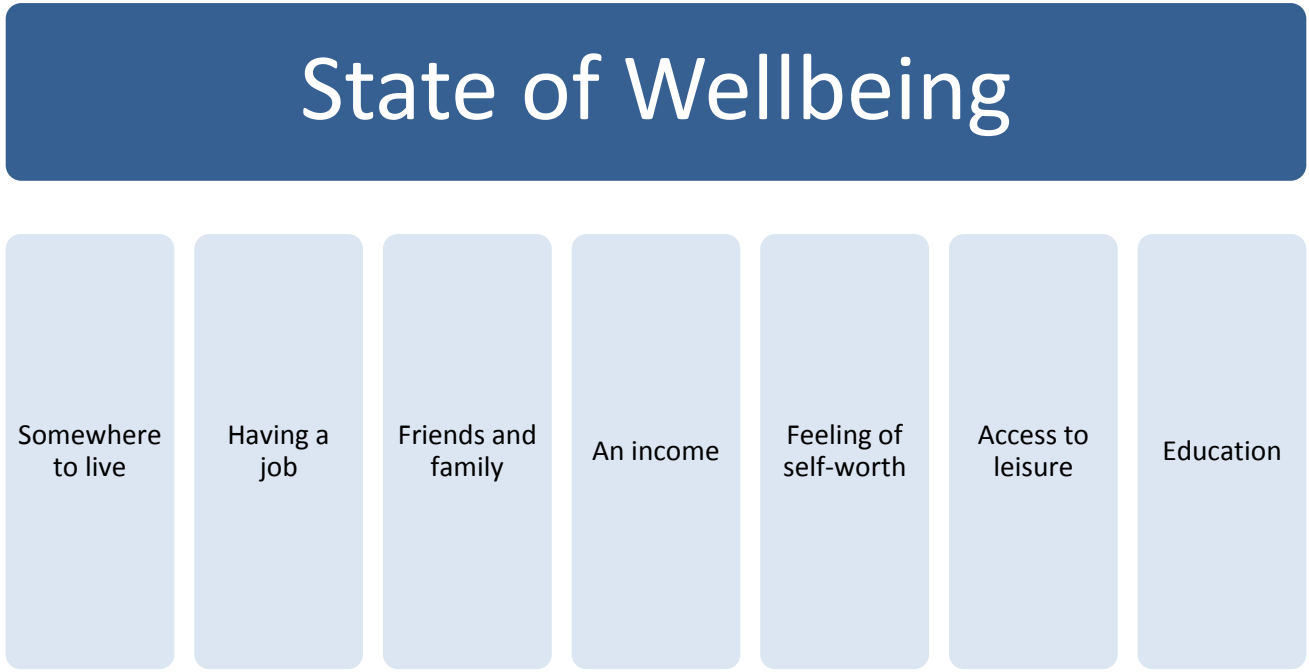 State of Wellbeing
Somewhere
to live
Having a
job
Friends and
family
An income
Feeling of
self-worth
Access to
leisure
Education